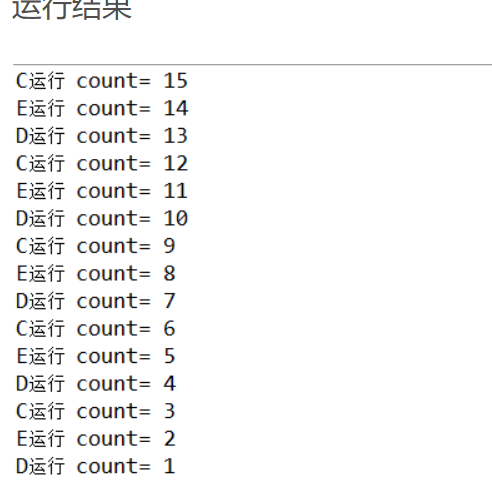 运行结果
C运行 count= 15
E运行 count= 14
D运行 count= 13
C运行 count= 12
E运行 count= 11
D运行 count= 10
C运行 count= 9
E运行 count= 8
D运行 count= 7
C运行 count= 6
E运行 count= 5
D运行 count= 4
C运行 count= 3
E运行 count= 2
D运行 count= 1